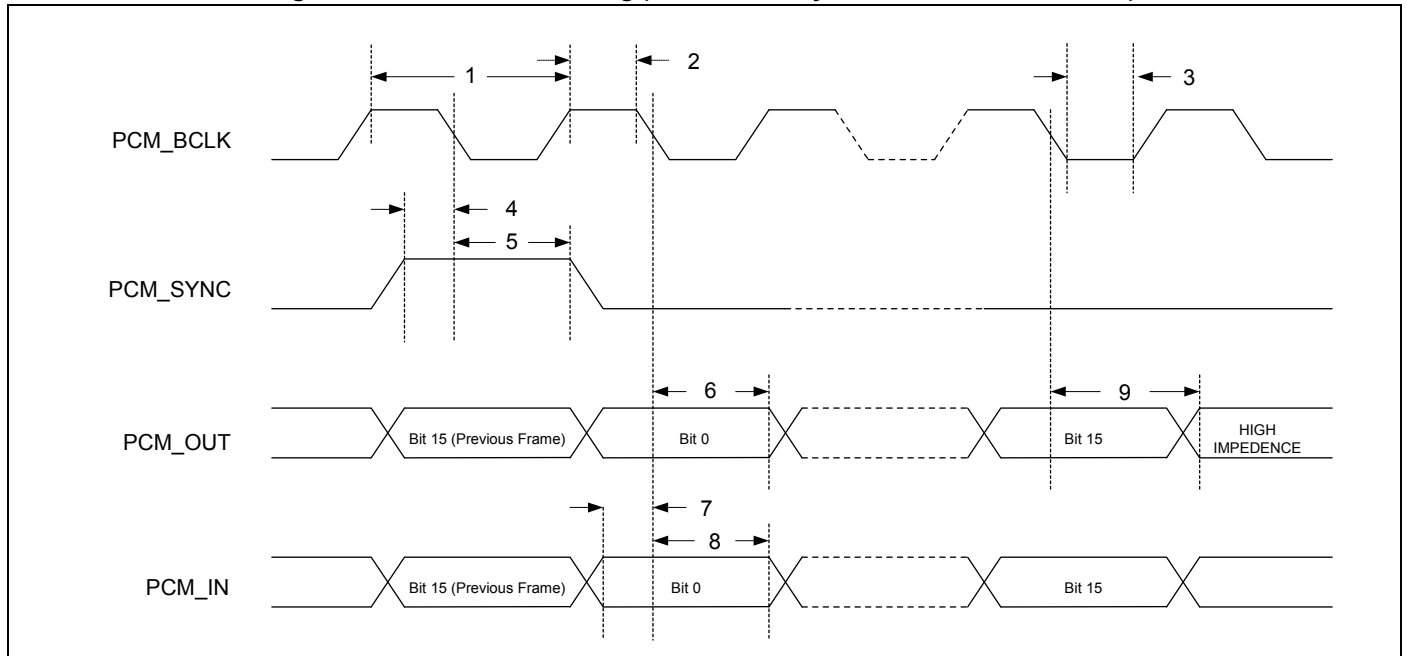 1
2
3
PCM_BCLK
4
5
PCM_SYNC
6
9
PCM_OUT
Bit 15 (Previous Frame)
Bit 0
Bit 15
HIGH
IMPEDENCE
7
8
PCM_IN
Bit 15 (Previous Frame)
Bit 0
Bit 15